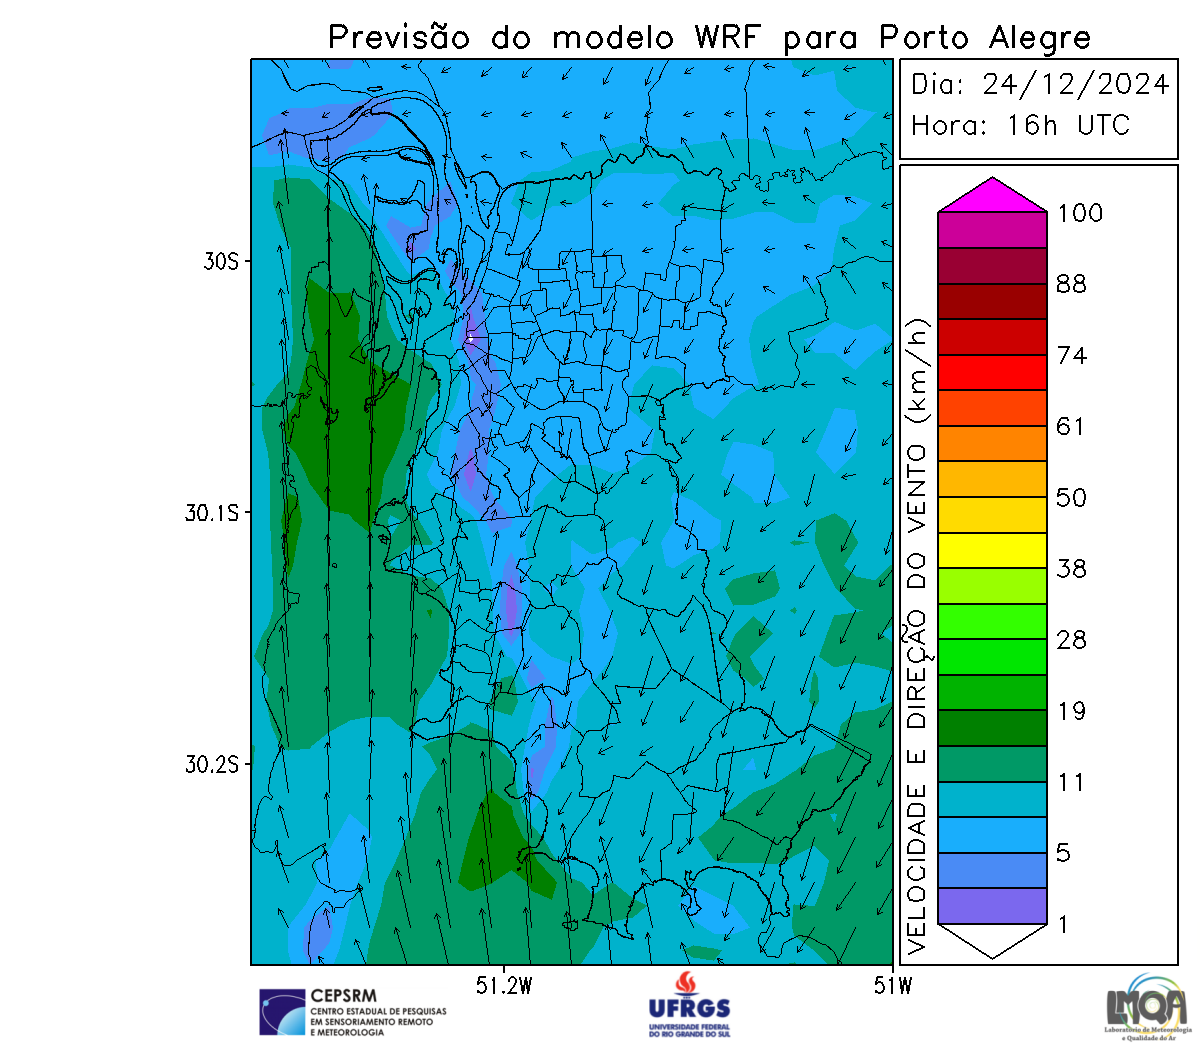 Previsão do modelo WRF para Porto Alegre
Dia: 24/12/2024
Hora: 16h UTC
30S
30.1S
30.2S
51.2W
51W
VELOCIDADE E DIREÇÃO DO VENTO (km/h)
100
88
74
61
50
38
28
19
11
5
1
CEPSRM
CENTRO ESTADUAL DE PESQUISAS
EM SENSORIAMENTO REMOTO
E METEOROLOGIA
UFRGS
UNIVERSIDADE FEDERAL
DO RIO GRANDE DO SUL
LMQA
Laboratório de Meteorologia
e Qualidade do Ar